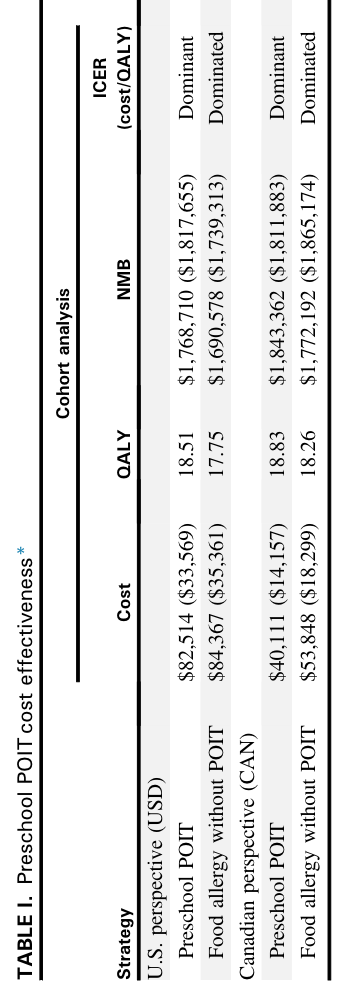 TABLE I. Preschool POIT cost effectiveness*
Cohort analysis
Strategy Cost QALY NMB ICER (cost/QALY)
U.S. perspective (USD)
Preschool POIT $82,514 ($33,569) 18.51 $1,768,710 ($1,817,655) Dominant
Food allergy without POIT $84,367 ($35,361) 17.75 $1,690,578 ($1,739,313) Dominated
Canadian perspective (CAN)
Preschool POIT $40,111 ($14,157) 18.83 $1,843,362 ($1,811,883) Dominant
Food allergy without POIT $53,848 ($18,299) 18.26 $1,772,192 ($1,865,174) Dominated